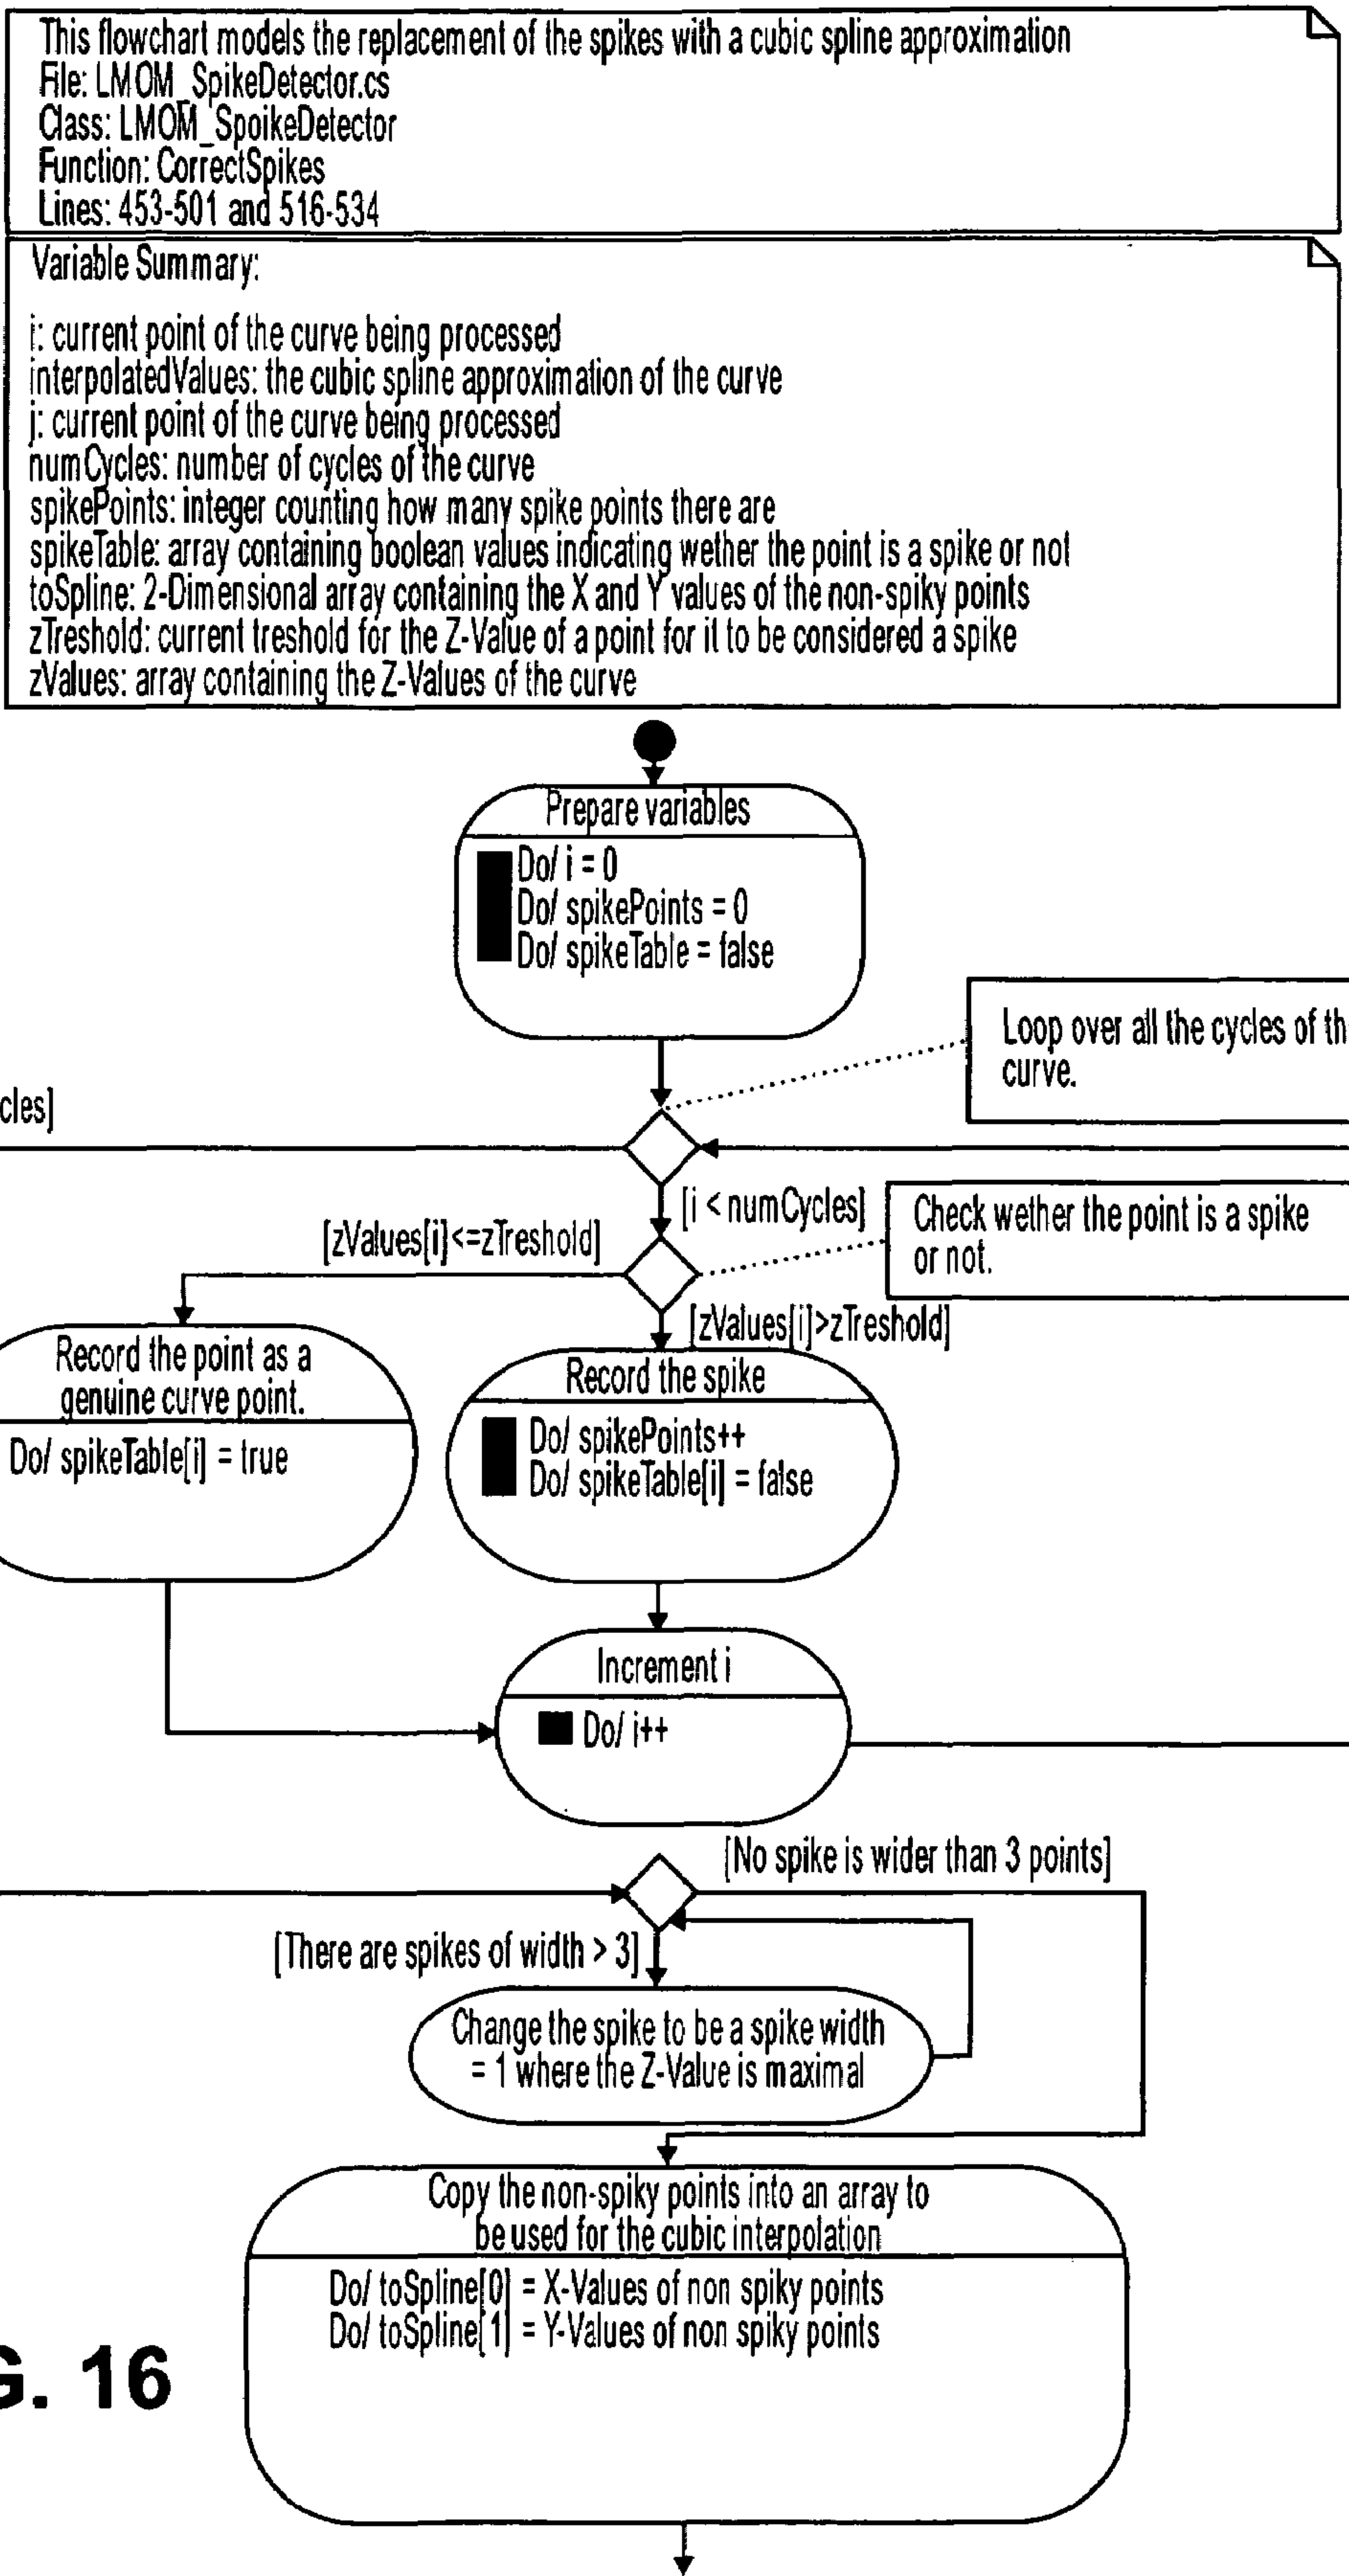 This flowchart models the replacement of the spikes with a cubic spline approximation
File: LMOM_SpikeDetector.cs
Class: LMOM_SpoikeDetector
Function: CorrectSpikes
Lines: 453-501 and 516-534
Variable Summary:
i: current point of the curve being processed
interpolatedValues: the cubic spline approximation of the curve
j: current point of the curve being processed
numCycles: number of cycles of the curve
spikePoints: integer counting how many spike points there are
spikeTable: array containing boolean values indicating wether the point is a spike or not
toSpline: 2-Dimensional array containing the X and Y values of the non-spiky points
zTreshold: current treshold for the Z-Value of a point for it to be considered a spike
zValues: array containing the Z-Values of the curve
Prepare variables
Do/ i = 0
Do/ spikePoints = 0
Do/ spikeTable = false
Loop over all the cycles of th
curve.
cles]
[i < numCycles]
Check wether the point is a spike
or not.
[zValues[i]<=zTreshold]
[zValues[i]>zTreshold]
Record the point as a
genuine curve point.
Do/ spikeTable[i] = true
Record the spike
Do/ spikePoints++
Do/ spikeTable[i] = false
Increment i
Do/ i++
[No spike is wider than 3 points]
[There are spikes of width > 3]
Change the spike to be a spike width
= 1 where the Z-Value is maximal
Copy the non-spiky points into an array to
be used for the cubic interpolation
Do/ toSpline[0] = X-Values of non spiky points
Do/ toSpline[1] = Y-Values of non spiky points
G. 16